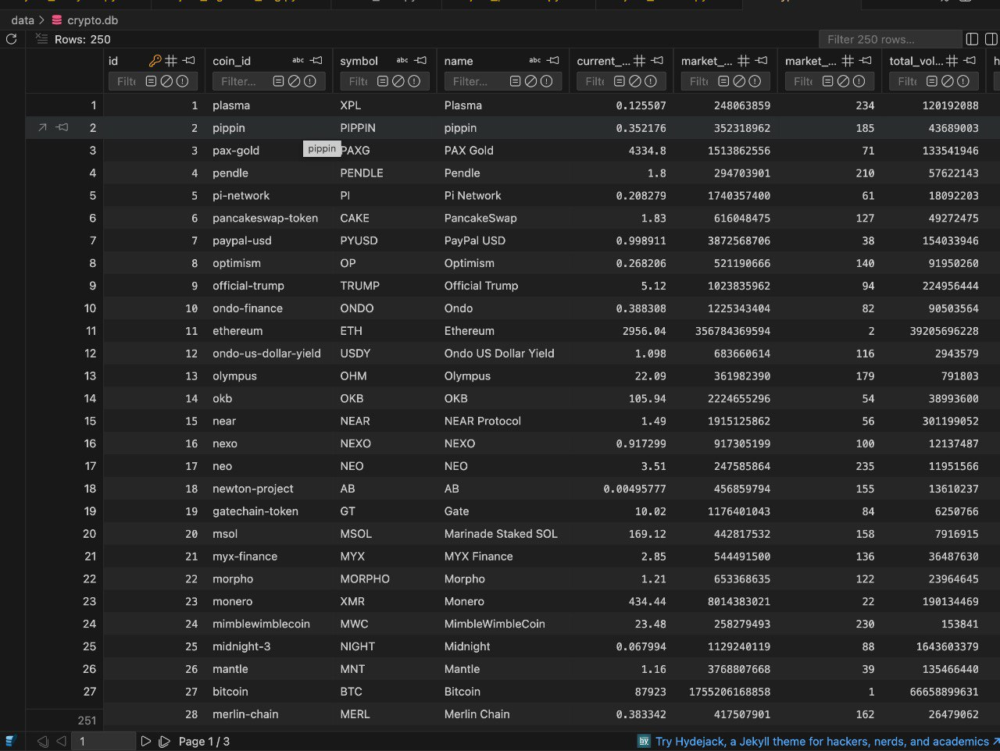 data > crypto.db
Rows: 250 Filter 250 rows...
id coin_id abc symbol abc name abc current_... market_... market_... total_vol... h
Filte Filter... Filte Filter... Filte Filte Filte Filte
1 1 plasma XPL Plasma 0.125507 248063859 234 120192088
2 2 pippin PIPPIN pippin 0.352176 352318962 185 43689003
pippin
3 3 pax-gold PAXG PAX Gold 4334.8 1513862556 71 133541946
4 4 pendle PENDLE Pendle 1.8 294703901 210 57622143
5 5 pi-network PI Pi Network 0.208279 1740357400 61 18092203
6 6 pancakeswap-token CAKE PancakeSwap 1.83 616048475 127 49272475
7 7 paypal-usd PYUSD PayPal USD 0.998911 3872568706 38 154033946
8 8 optimism OP Optimism 0.268206 521190666 140 91950260
9 9 official-trump TRUMP Official Trump 5.12 1023835962 94 224956444
10 10 ondo-finance ONDO Ondo 0.388308 1225343404 82 90503564
11 11 ethereum ETH Ethereum 2956.04 356784369594 2 39205696228
12 12 ondo-us-dollar-yield USDY Ondo US Dollar Yield 1.098 683660614 116 2943579
13 13 olympus OHM Olympus 22.09 361982390 179 791803
14 14 okb OKB OKB 105.94 2224655296 54 38993600
15 15 near NEAR NEAR Protocol 1.49 1915125862 56 301199052
16 16 nexo NEXO NEXO 0.917299 917305199 100 12137487
17 17 neo NEO NEO 3.51 247585864 235 11951566
18 18 newton-project AB AB 0.00495777 456859794 155 13610237
19 19 gatechain-token GT Gate 10.02 1176401043 84 6250766
20 20 msol MSOL Marinade Staked SOL 169.12 442817532 158 7916915
21 21 myx-finance MYX MYX Finance 2.85 544491500 136 36487630
22 22 morpho MORPHO Morpho 1.21 653368635 122 23964645
23 23 monero XMR Monero 434.44 8014383021 22 190134469
24 24 mimblewimblecoin MWC MimbleWimbleCoin 23.48 258279493 230 153841
25 25 midnight-3 NIGHT Midnight 0.067994 1129240119 88 1643603379
26 26 mantle MNT Mantle 1.16 3768807668 39 135466440
27 27 bitcoin BTC Bitcoin 87923 1755206168858 1 66658899631
28 merlin-chain MERL Merlin Chain 0.383342 417507901 162 26479062
251
1 Page 1 / 3 hy Try Hydejack, a Jekyll theme for hackers, nerds, and academics